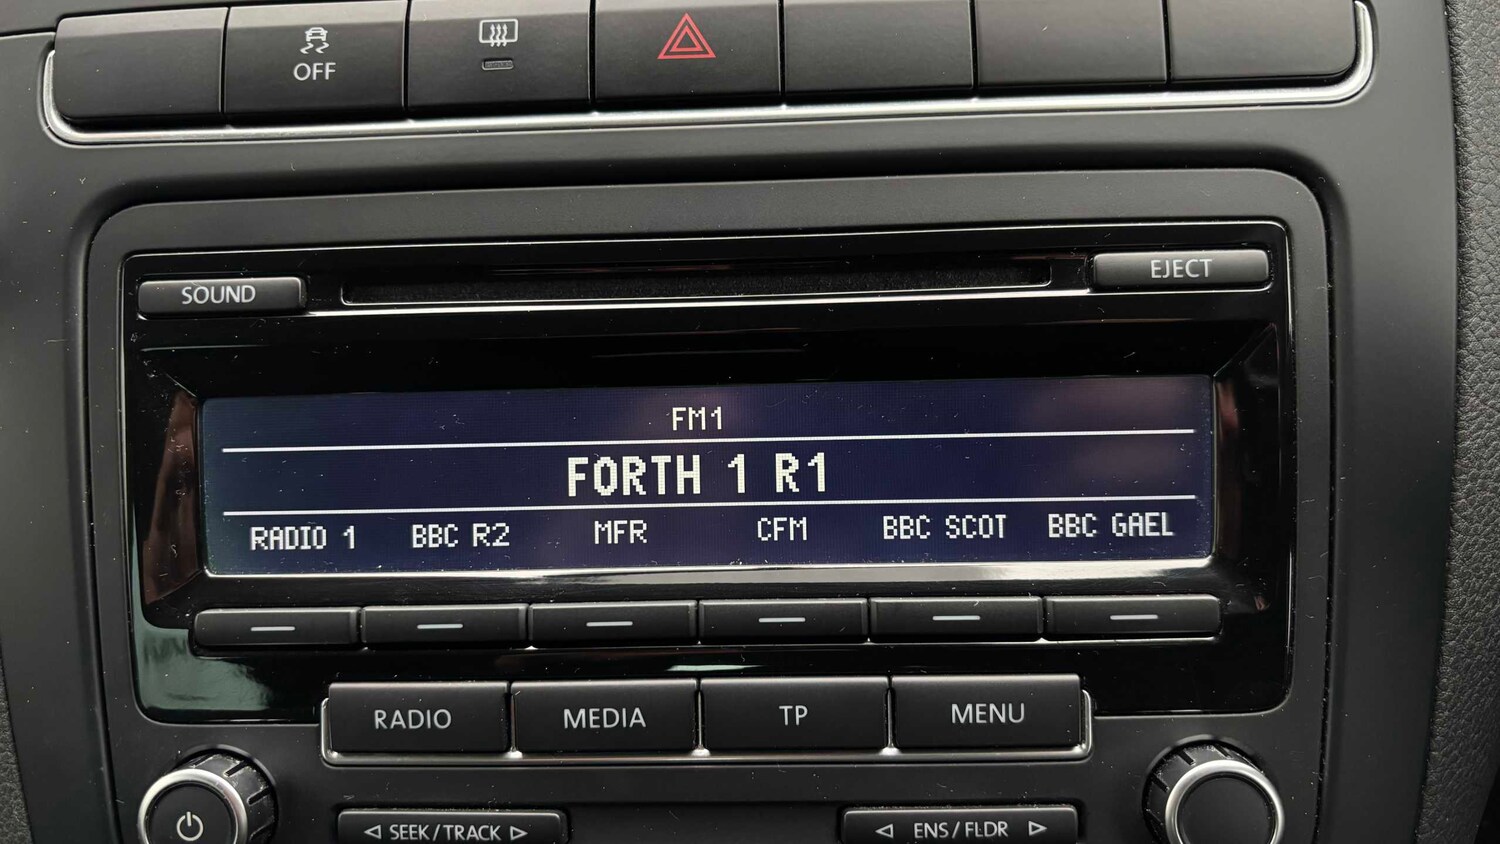 OFF
SOUND
EJECT
FM1
FORTH 1 R1
RADIO 1 BBC R2 MFR CFM BBC SCOT BBC GAEL
RADIO MEDIA TP MENU
SEEK / TRACK ENS / FLDR